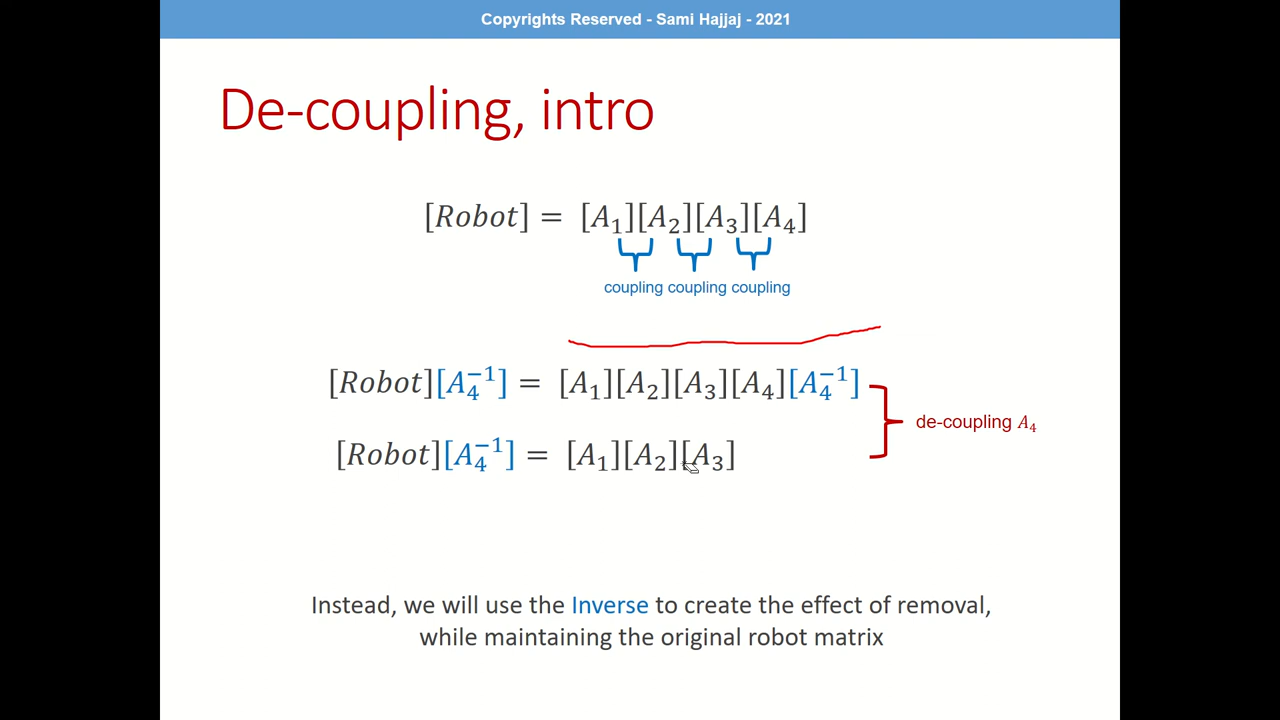 Copyrights Reserved - Sami Hajjaj - 2021
De-coupling, intro
[Robot] = [A₁][A₂][A₃][A₄]
coupling coupling coupling
[Robot][A₄⁻¹] = [A₁][A₂][A₃][A₄][A₄⁻¹]
de-coupling A₄
[Robot][A₄⁻¹] = [A₁][A₂][A₃]
Instead, we will use the Inverse to create the effect of removal,
while maintaining the original robot matrix